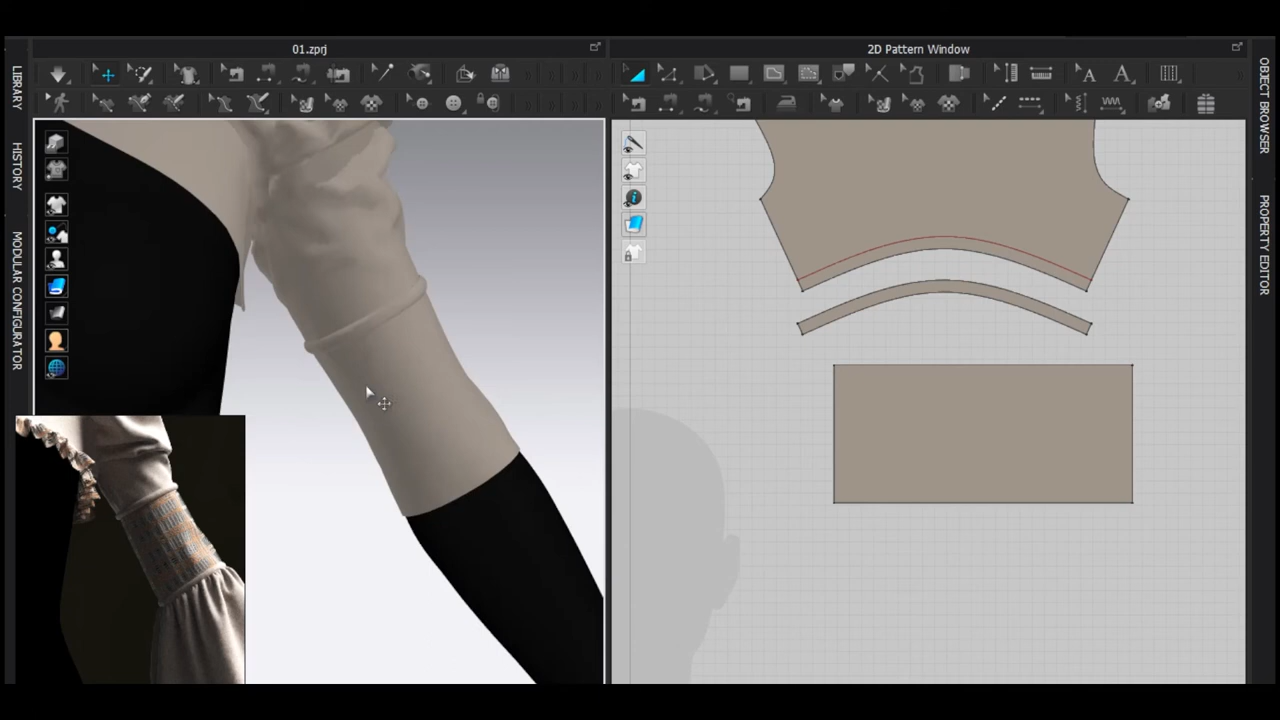 01.zprj
2D Pattern Window
LIBRARY
HISTORY
MODULAR CONFIGURATOR
OBJECT BROWSER
PROPERTY EDITOR